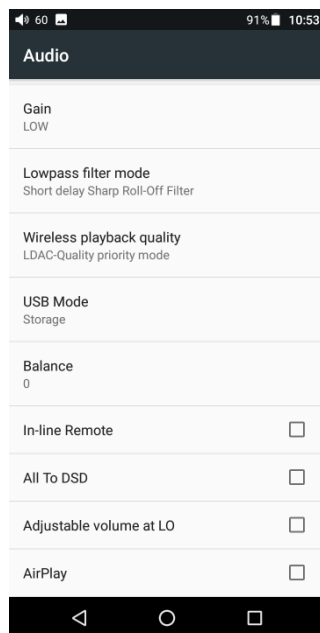 60
91% 10:53
Audio
Gain
LOW
Lowpass filter mode
Short delay Sharp Roll-Off Filter
Wireless playback quality
LDAC-Quality priority mode
USB Mode
Storage
Balance
0
In-line Remote
All To DSD
Adjustable volume at LO
AirPlay